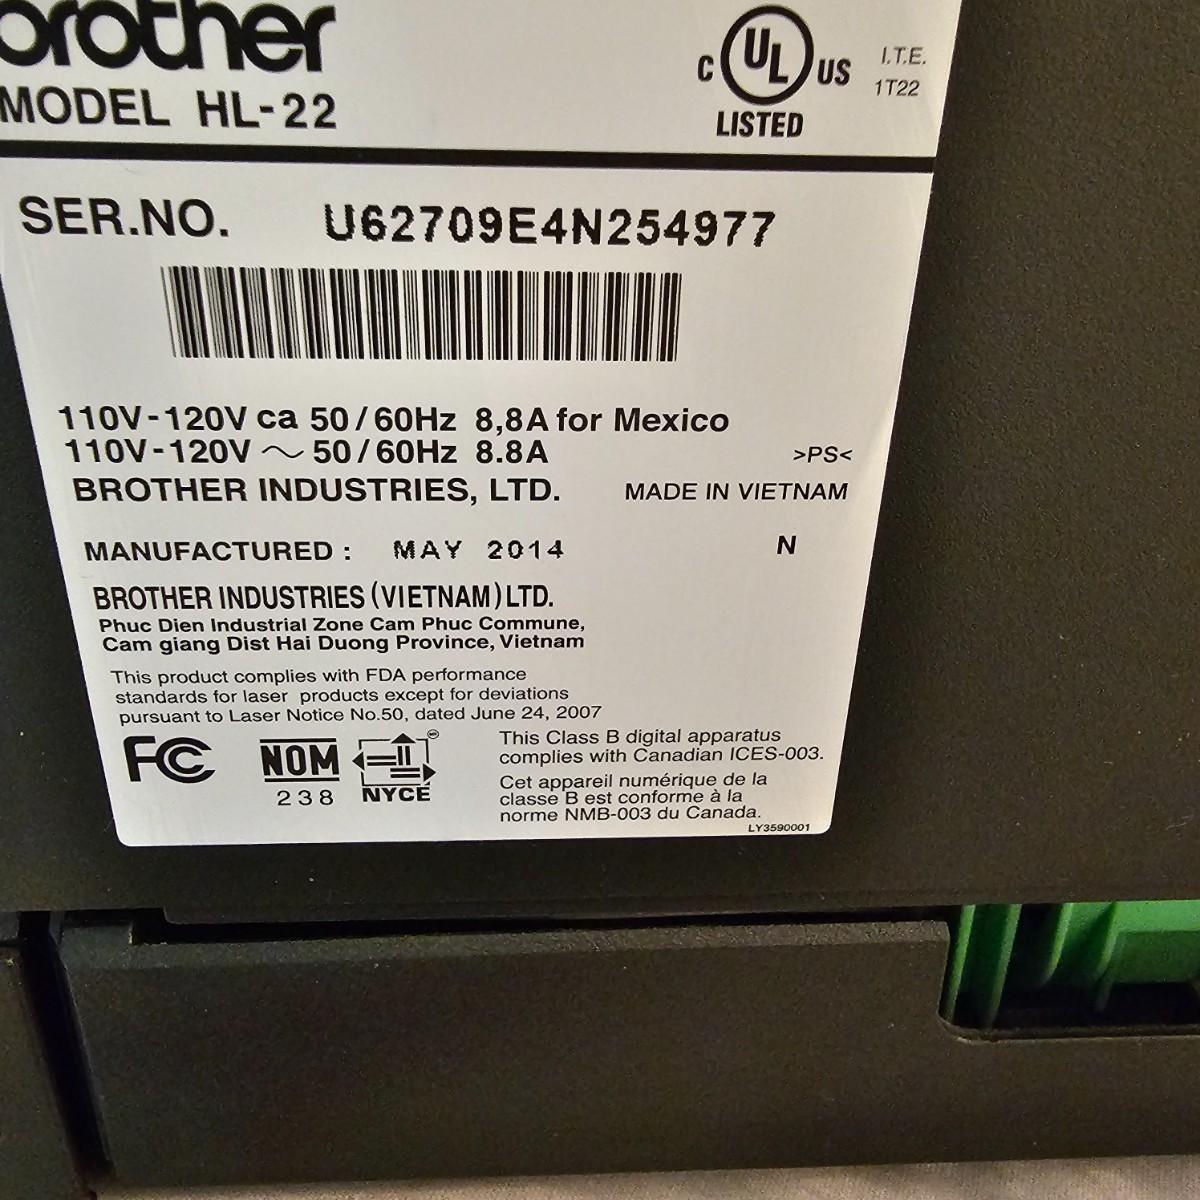 brother
MODEL HL-22
C UL US
LISTED
I.T.E.
1T22
SER.NO. U62709E4N254977
110V-120V ca 50/60Hz 8,8A for Mexico
110V-120V ~ 50/60Hz 8.8A
>PS<
BROTHER INDUSTRIES, LTD. MADE IN VIETNAM
MANUFACTURED : MAY 2014 N
BROTHER INDUSTRIES (VIETNAM) LTD.
Phuc Dien Industrial Zone Cam Phuc Commune,
Cam giang Dist Hai Duong Province, Vietnam
This product complies with FDA performance
standards for laser products except for deviations
pursuant to Laser Notice No.50, dated June 24, 2007
FC
NOM
238
NYCE
This Class B digital apparatus
complies with Canadian ICES-003.
Cet appareil numérique de la
classe B est conforme à la
norme NMB-003 du Canada.
LY3590001